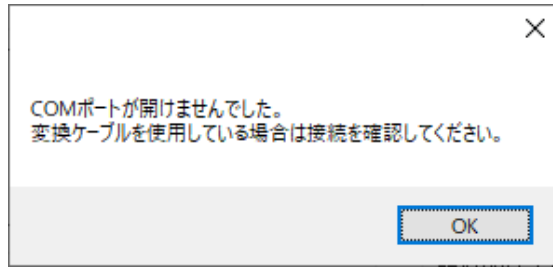 COMポートが開けませんでした。
変換ケーブルを使用している場合は接続を確認してください。
OK